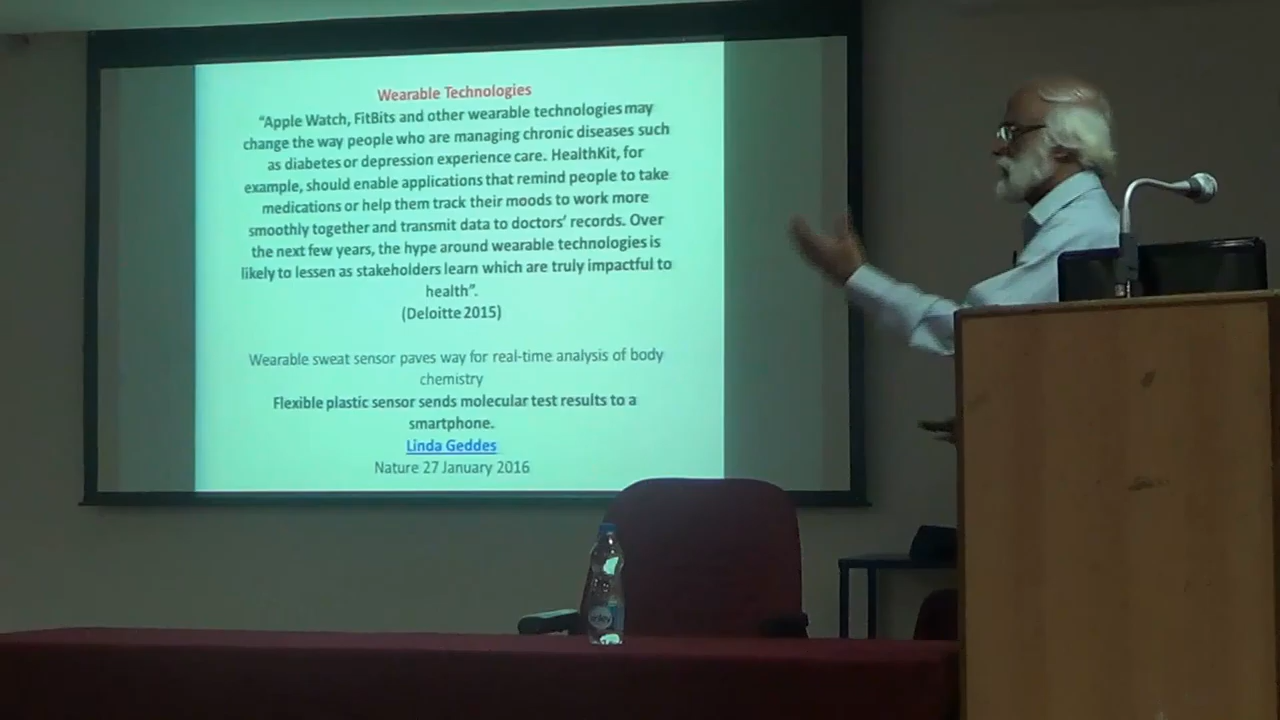 Wearable Technologies
“Apple Watch, FitBits and other wearable technologies may
change the way people who are managing chronic diseases such
as diabetes or depression experience care. HealthKit, for
example, should enable applications that remind people to take
medications or help them track their moods to work more
smoothly together and transmit data to doctors’ records. Over
the next few years, the hype around wearable technologies is
likely to lessen as stakeholders learn which are truly impactful to
health”.
(Deloitte 2015)
Wearable sweat sensor paves way for real-time analysis of body
chemistry
Flexible plastic sensor sends molecular test results to a
smartphone.
Linda Geddes
Nature 27 January 2016